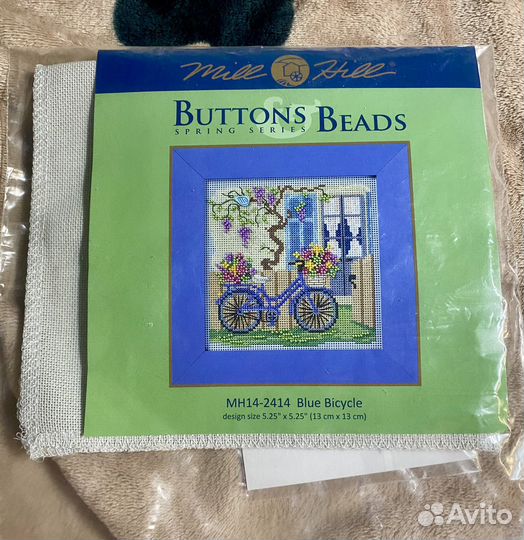 Mill Hill®
BUTTONS & BEADS
SPRING SERIES
MH14-2414 Blue Bicycle
design size 5.25" x 5.25" (13 cm x 13 cm)
Avito